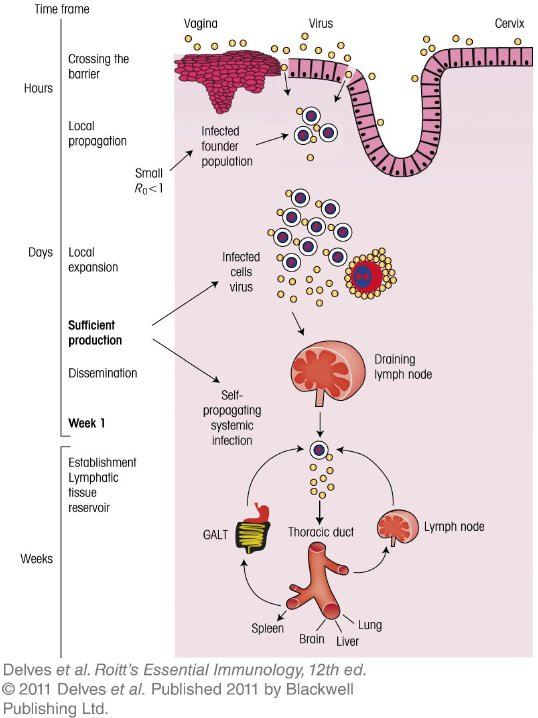 Time frame
Vagina
Virus
Cervix
Crossing the
barrier
Hours
Local
propagation
Infected
founder
population
Small
R0<1
Days
Local
expansion
Infected
cells
virus
Sufficient
production
Draining
lymph node
Dissemination
Self-
propagating
systemic
infection
Week 1
Establishment
Lymphatic
tissue
reservoir
GALT
Thoracic duct
Lymph node
Weeks
Spleen
Brain
Liver
Lung
Delves et al. Roitt's Essential Immunology, 12th ed.
© 2011 Delves et al. Published 2011 by Blackwell
Publishing Ltd.